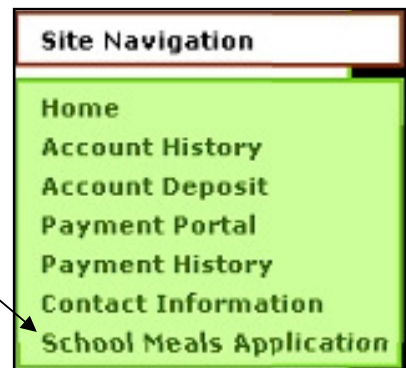 Site Navigation
Home
Account History
Account Deposit
Payment Portal
Payment History
Contact Information
School Meals Application